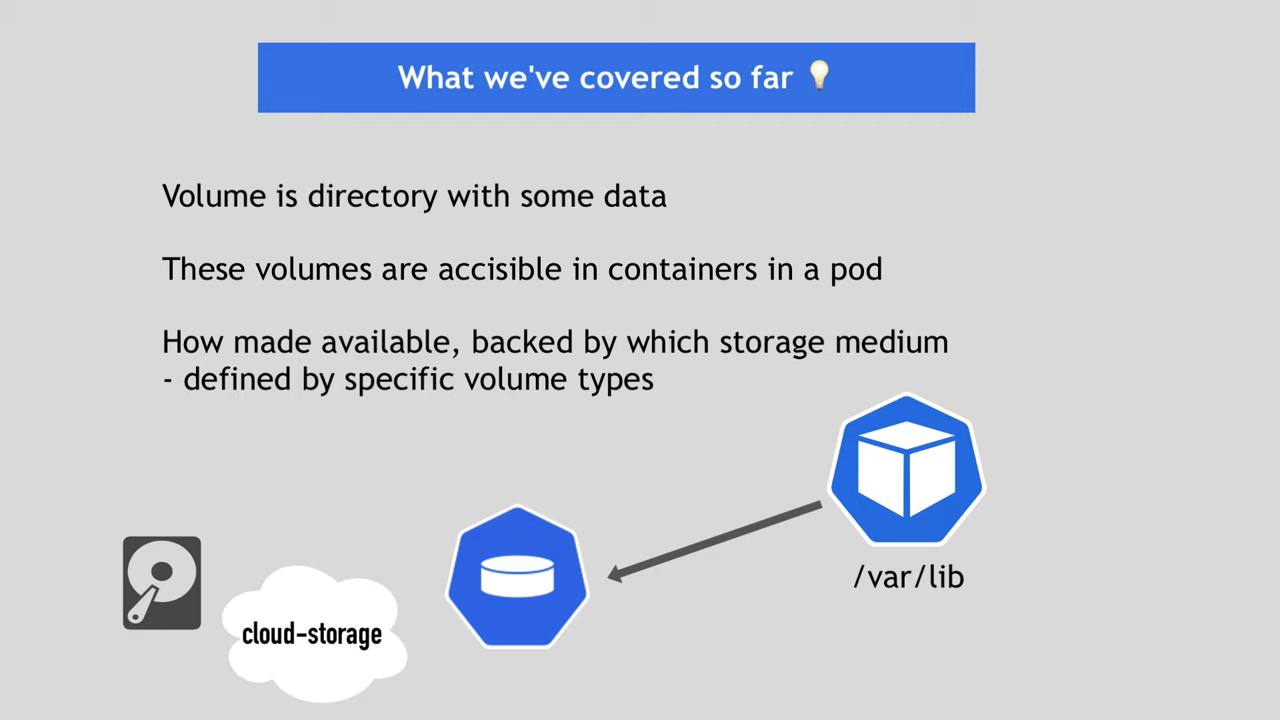 What we've covered so far 💡
Volume is directory with some data
These volumes are accisible in containers in a pod
How made available, backed by which storage medium
- defined by specific volume types
/var/lib
cloud-storage